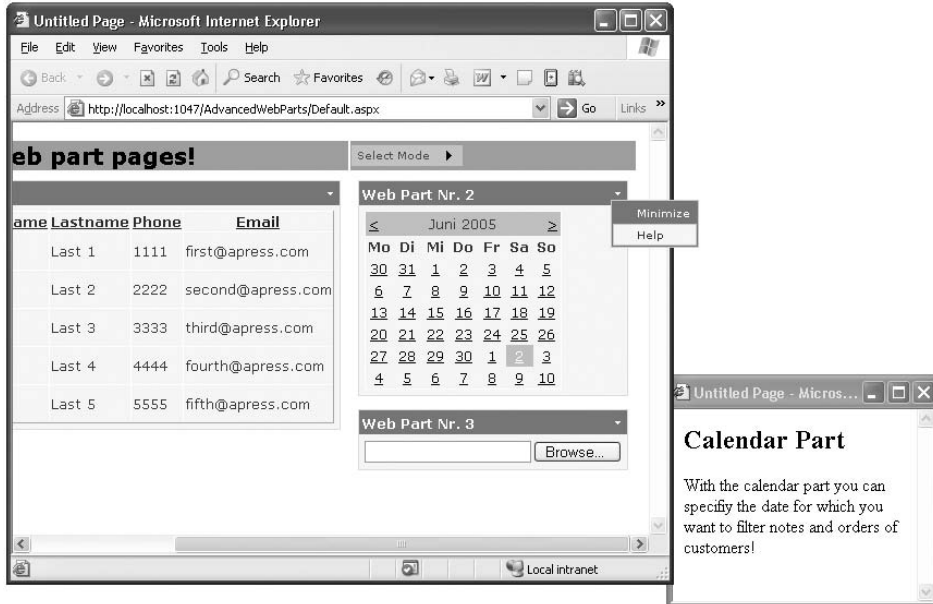 Untitled Page - Microsoft Internet Explorer
File Edit View Favorites Tools Help
Back Search Favorites
Address http://localhost:1047/AdvancedWebParts/Default.aspx Go Links »
eb part pages!
Select Mode
ame Lastname Phone Email
Last 1 1111 first@apress.com
Last 2 2222 second@apress.com
Last 3 3333 third@apress.com
Last 4 4444 fourth@apress.com
Last 5 5555 fifth@apress.com
Web Part Nr. 2
Minimize
Help
< Juni 2005 >
Mo Di Mi Do Fr Sa So
30 31 1 2 3 4 5
6 7 8 9 10 11 12
13 14 15 16 17 18 19
20 21 22 23 24 25 26
27 28 29 30 1 2 3
4 5 6 7 8 9 10
Web Part Nr. 3
Browse...
Local intranet
Untitled Page - Micros...
Calendar Part
With the calendar part you can
specifiy the date for which you
want to filter notes and orders of
customers!